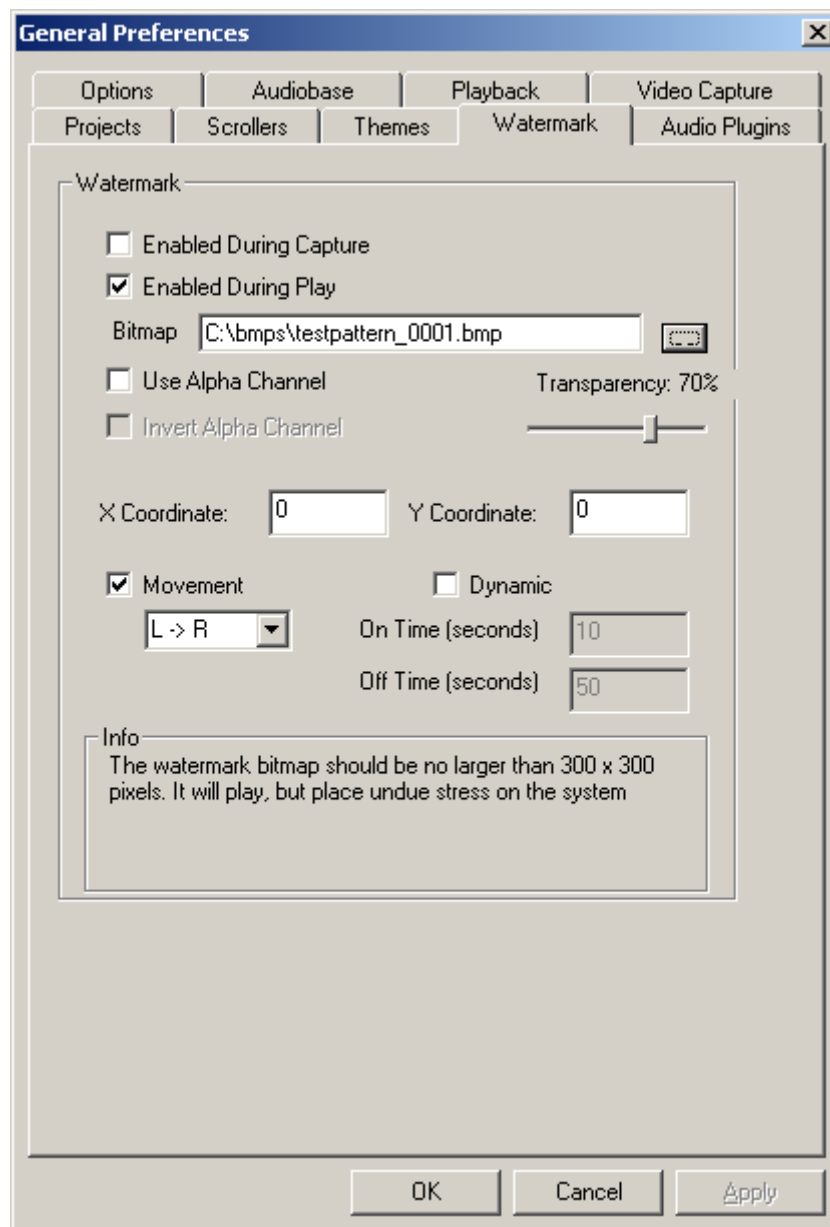 General Preferences
Options Audiobase Playback Video Capture
Projects Scrollers Themes Watermark Audio Plugins
Watermark
Enabled During Capture
Enabled During Play
Bitmap C:\bmps\testpattern_0001.bmp
Use Alpha Channel Transparency: 70%
Invert Alpha Channel
X Coordinate: 0 Y Coordinate: 0
Movement Dynamic
L -> R On Time (seconds) 10
Off Time (seconds) 50
Info
The watermark bitmap should be no larger than 300 x 300
pixels. It will play, but place undue stress on the system
OK Cancel Apply